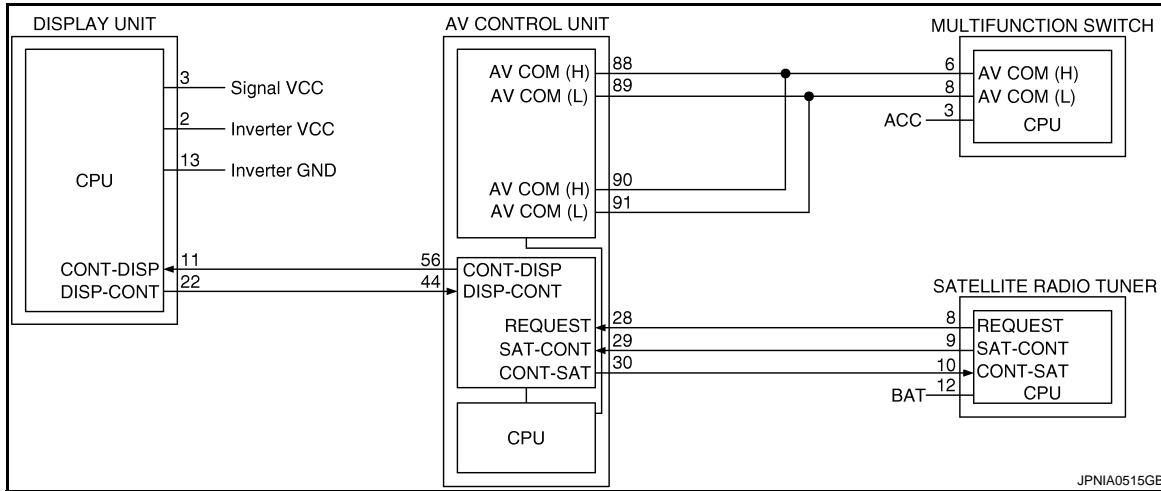 DISPLAY UNIT
CPU
3
Signal VCC
2
Inverter VCC
13
Inverter GND
CONT-DISP
11
DISP-CONT
22
AV CONTROL UNIT
AV COM (H)
88
AV COM (L)
89
AV COM (H)
90
AV COM (L)
91
56
CONT-DISP
44
DISP-CONT
REQUEST
28
SAT-CONT
29
CONT-SAT
30
CPU
MULTIFUNCTION SWITCH
6
AV COM (H)
8
AV COM (L)
ACC
3
CPU
SATELLITE RADIO TUNER
8
REQUEST
9
SAT-CONT
10
CONT-SAT
BAT
12
CPU
JPNIA0515GB